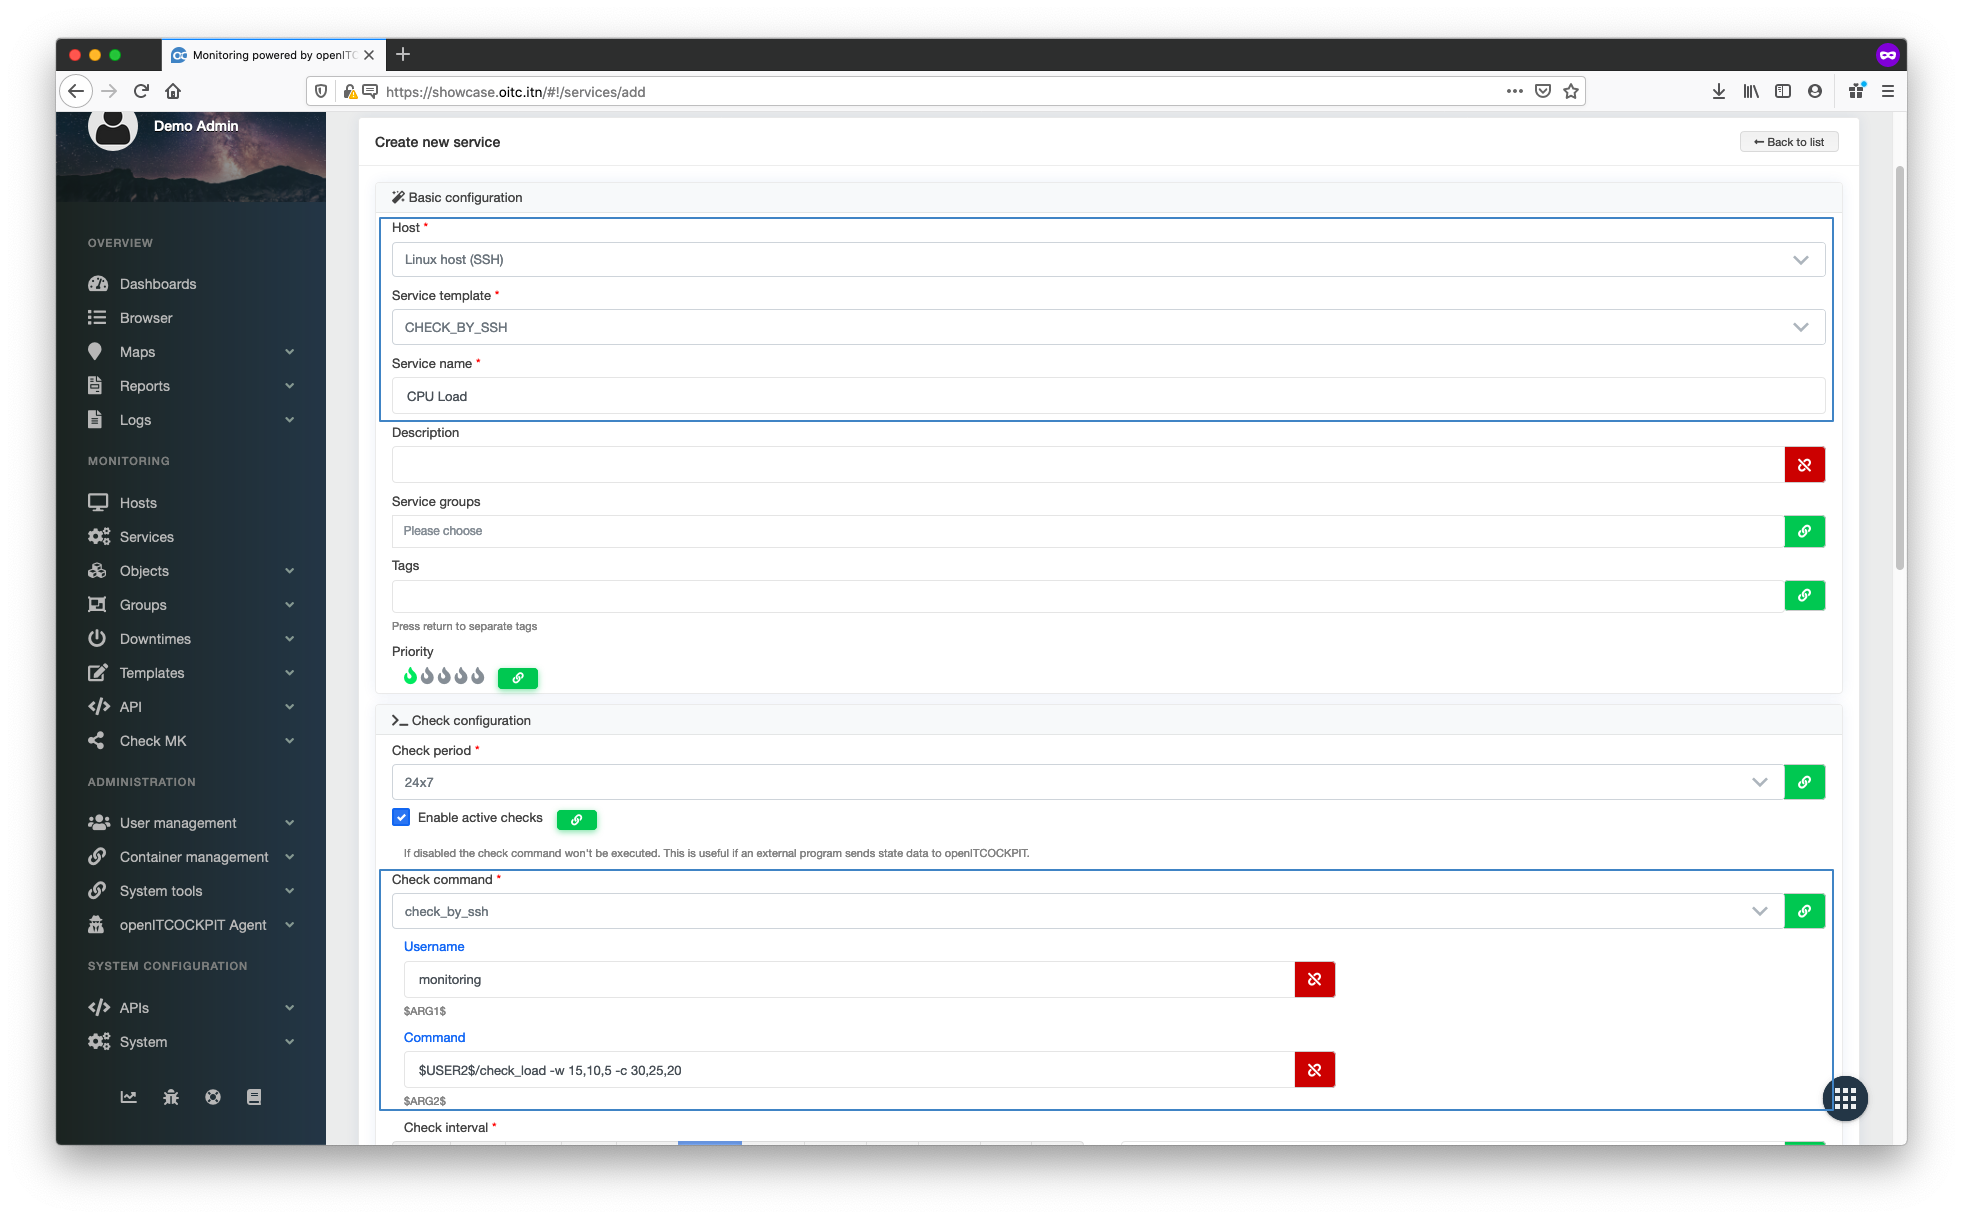 Monitoring powered by openITC
https://showcase.oitc.itn/#!/services/add
Demo Admin
OVERVIEW
Dashboards
Browser
Maps
Reports
Logs
MONITORING
Hosts
Services
Objects
Groups
Downtimes
Templates
API
Check MK
ADMINISTRATION
User management
Container management
System tools
openITCOCKPIT Agent
SYSTEM CONFIGURATION
APIs
System
Create new service
Back to list
Basic configuration
Host *
Linux host (SSH)
Service template *
CHECK_BY_SSH
Service name *
CPU Load
Description
Service groups
Please choose
Tags
Press return to separate tags
Priority
Check configuration
Check period *
24x7
Enable active checks
If disabled the check command won't be executed. This is useful if an external program sends state data to openITCOCKPIT.
Check command *
check_by_ssh
Username
monitoring
$ARG1$
Command
$USER2$/check_load -w 15,10,5 -c 30,25,20
$ARG2$
Check interval *